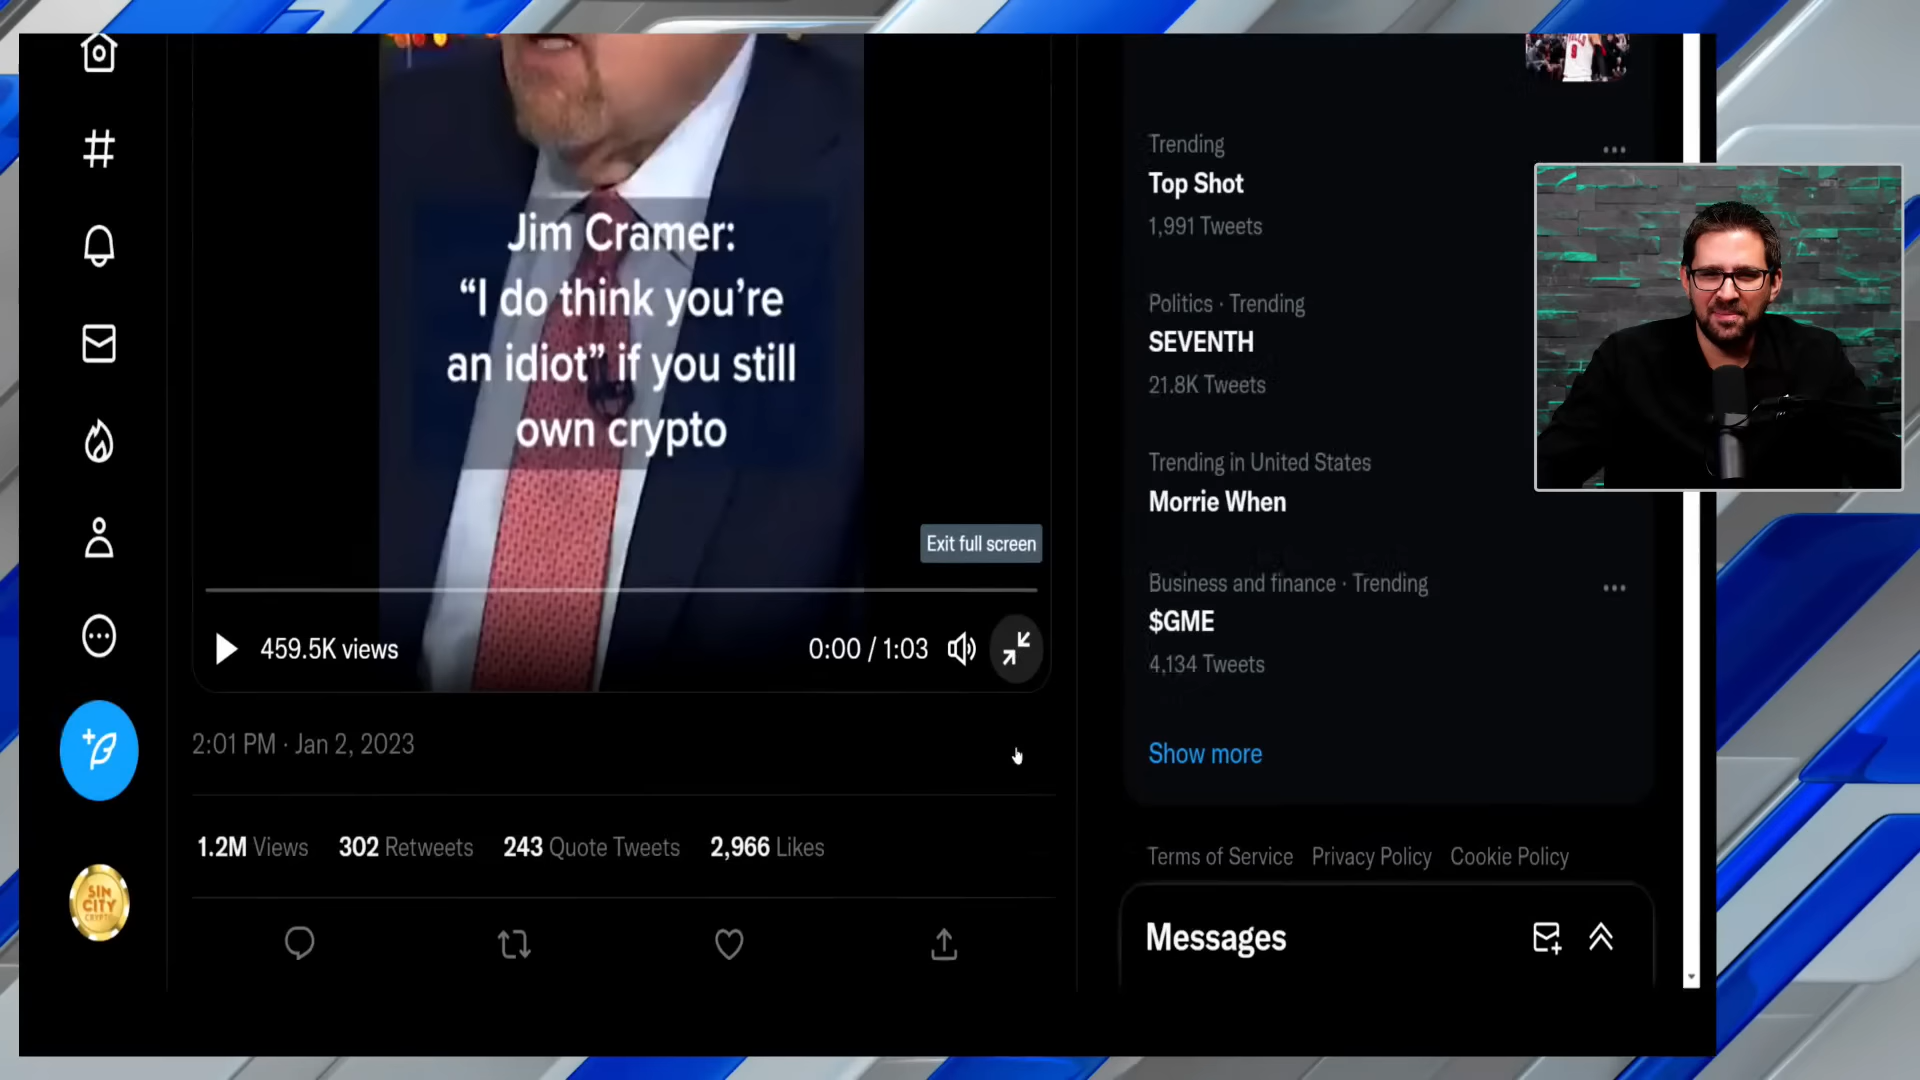 Jim Cramer:
“I do think you’re
an idiot” if you still
own crypto
Exit full screen
459.5K views
0:00 / 1:03
2:01 PM · Jan 2, 2023
1.2M Views 302 Retweets 243 Quote Tweets 2,966 Likes
SIN
CITY
CRYPTO
Trending
Top Shot
1,991 Tweets
Politics · Trending
SEVENTH
21.8K Tweets
Trending in United States
Morrie When
Business and finance · Trending
$GME
4,134 Tweets
Show more
Terms of Service Privacy Policy Cookie Policy
Messages